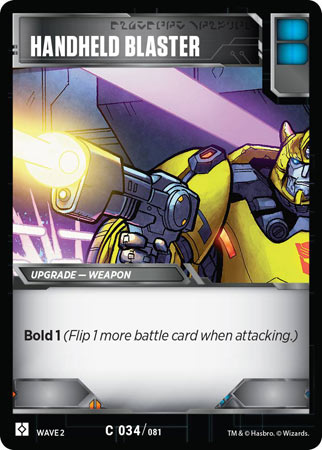 HANDHELD BLASTER
UPGRADE — WEAPON
Bold 1 (Flip 1 more battle card when attacking.)
WAVE 2 C 034/081 TM & © Hasbro. © Wizards.